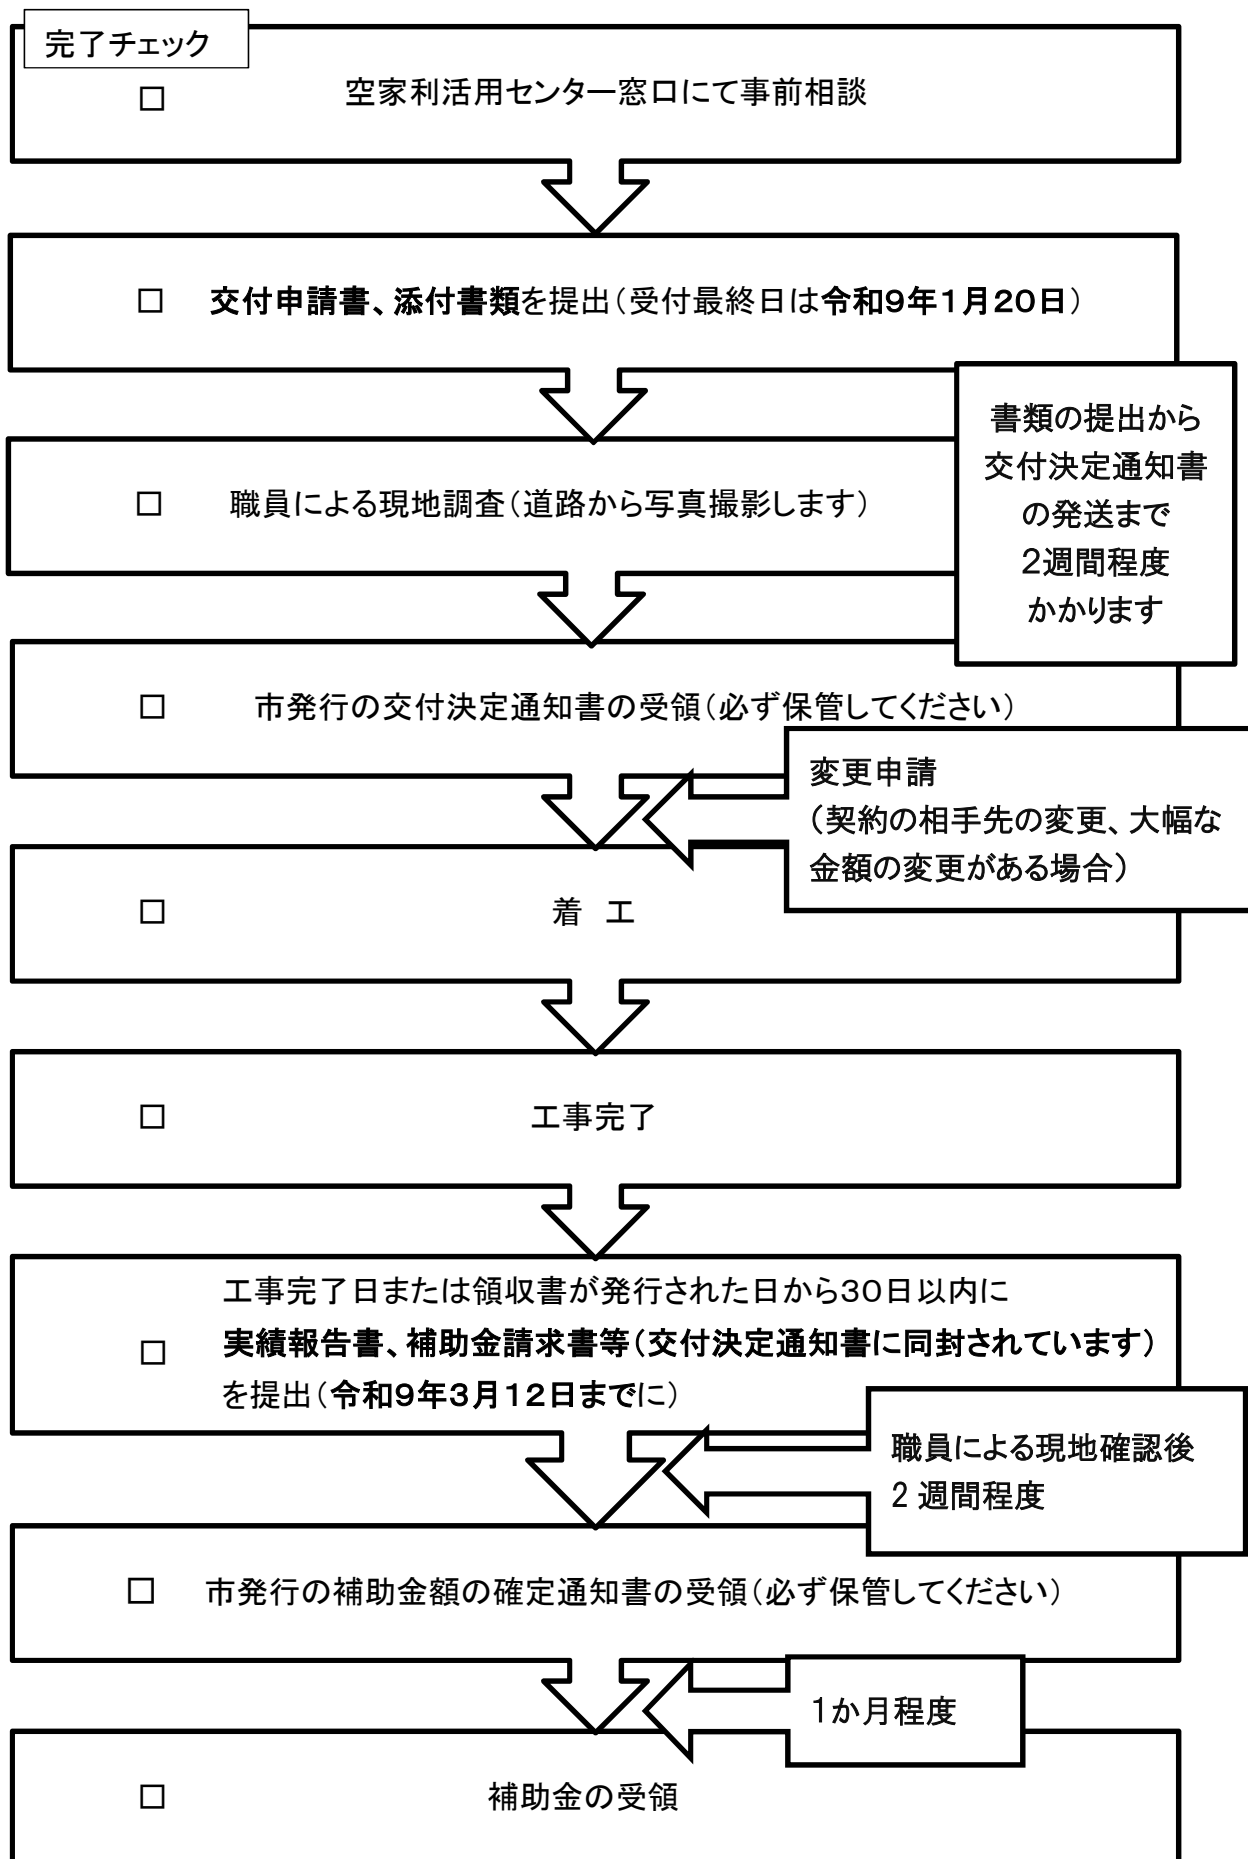 完了チェック
□ 空家利活用センター窓口にて事前相談
□ 交付申請書、添付書類を提出（受付最終日は令和9年1月20日）
書類の提出から
交付決定通知書
の発送まで
2週間程度
かかります
□ 職員による現地調査（道路から写真撮影します）
□ 市発行の交付決定通知書の受領（必ず保管してください）
変更申請
（契約の相手先の変更、大幅な
金額の変更がある場合）
□ 着　工
□ 工事完了
工事完了日または領収書が発行された日から30日以内に
□ 実績報告書、補助金請求書等（交付決定通知書に同封されています）
を提出（令和9年3月12日までに）
職員による現地確認後
2 週間程度
□ 市発行の補助金額の確定通知書の受領（必ず保管してください）
1か月程度
□ 補助金の受領